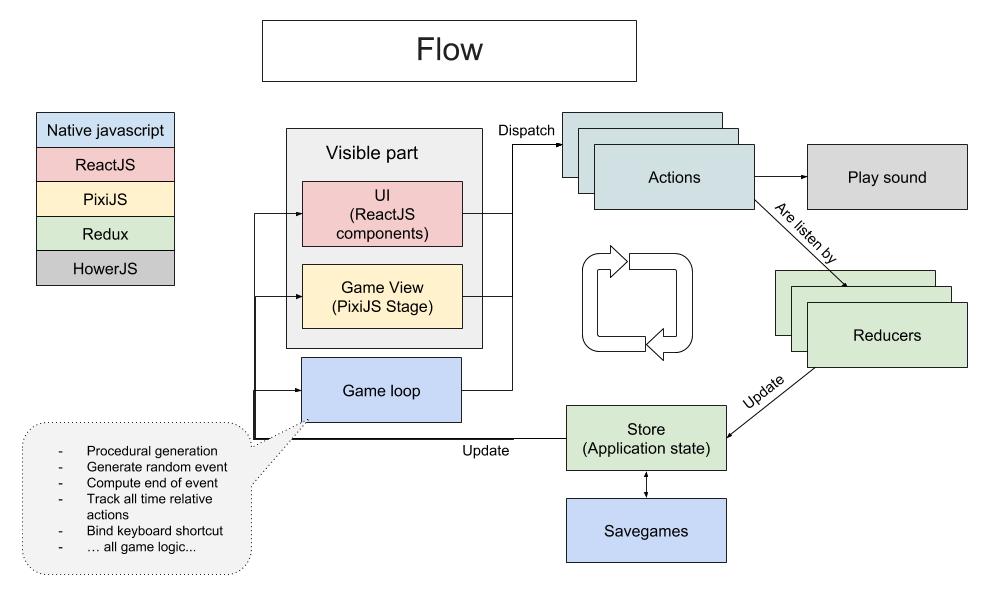 Flow
Native javascript
ReactJS
PixiJS
Redux
HowerJS
Visible part
UI
(ReactJS
components)
Game View
(PixiJS Stage)
Game loop
Dispatch
Actions
Play sound
Are listen by
Reducers
Update
Store
(Application state)
Update
Savegames
- Procedural generation
- Generate random event
- Compute end of event
- Track all time relative
actions
- Bind keyboard shortcut
- … all game logic...